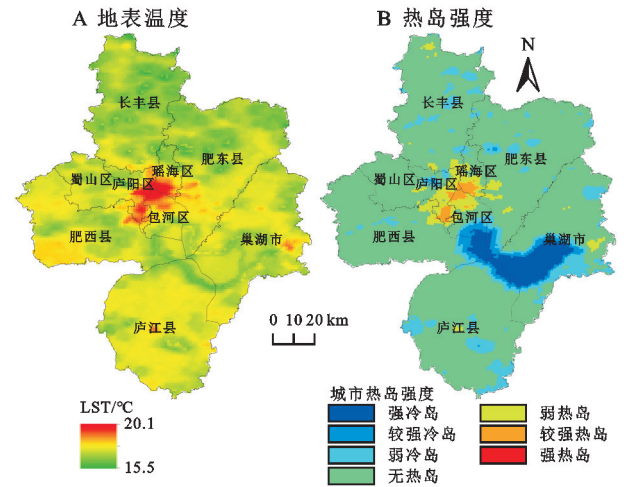 A 地表温度
B 热岛强度
N
长丰县
肥东县
瑶海区
蜀山区
庐阳区
包河区
肥西县
巢湖市
庐江县
长丰县
肥东县
瑶海区
蜀山区
庐阳区
包河区
肥西县
巢湖市
庐江县
0 10 20 km
LST/℃
20.1
15.5
城市热岛强度
强冷岛
较强冷岛
弱冷岛
无热岛
弱热岛
较强热岛
强热岛